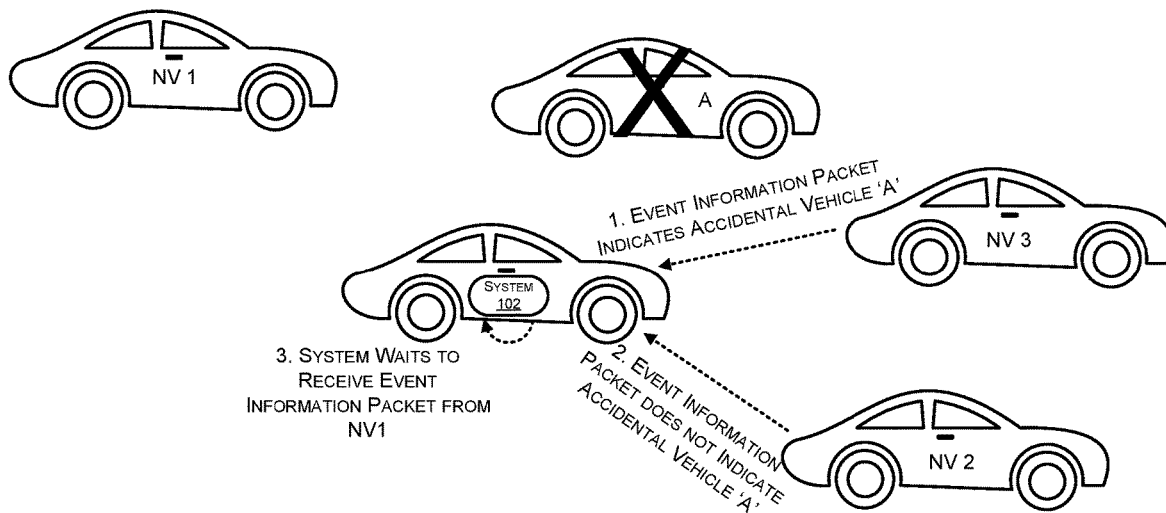 NV 1
A
1. EVENT INFORMATION PACKET
INDICATES ACCIDENTAL VEHICLE ‘A’
NV 3
SYSTEM
102
3. SYSTEM WAITS TO
RECEIVE EVENT
INFORMATION PACKET FROM
NV1
2. EVENT INFORMATION
PACKET DOES NOT INDICATE
ACCIDENTAL VEHICLE ‘A’
NV 2